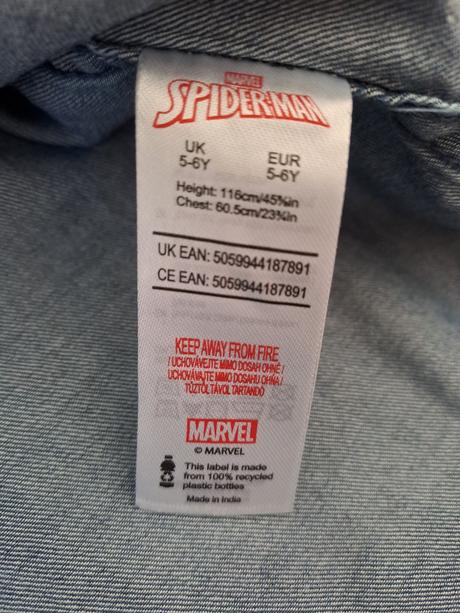 MARVEL
SPIDER-MAN
UK EUR
5-6Y 5-6Y
Height: 116cm/45¾in
Chest: 60.5cm/23¾in
UK EAN: 5059944187891
CE EAN: 5059944187891
KEEP AWAY FROM FIRE
/ UCHOVÁVEJTE MIMO DOSAH OHNĚ /
UCHOVÁVAJTE MIMO DOSAHU OHŇA /
TŰZTŐL TÁVOL TARTANDÓ
MARVEL
© MARVEL
This label is made
from 100% recycled
plastic bottles
Made in India